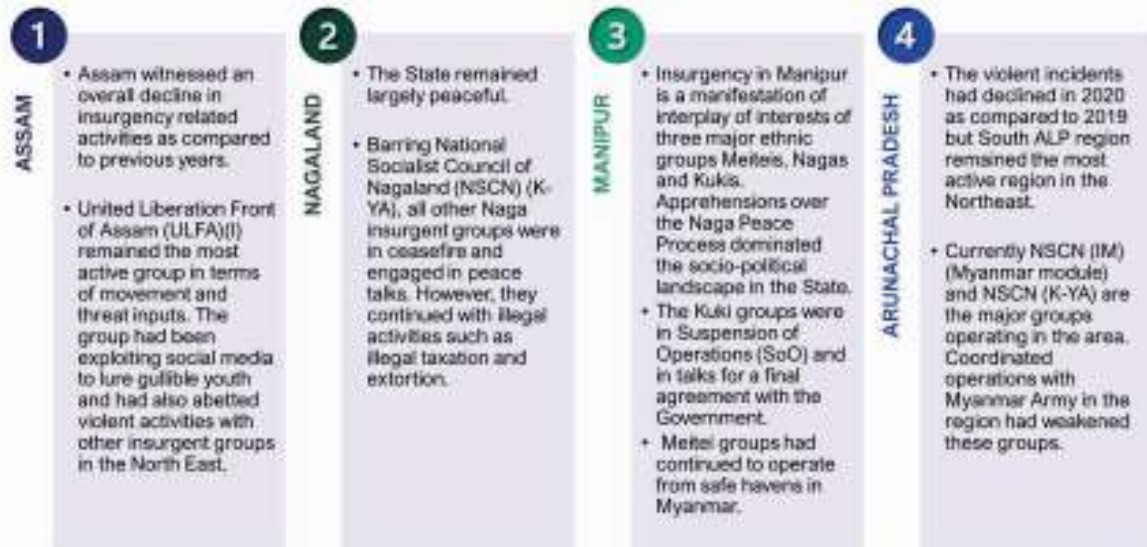 1
ASSAM
• Assam witnessed an
overall decline in
insurgency related
activities as compared
to previous years.
• United Liberation Front
of Assam (ULFA)(I)
remained the most
active group in terms
of movement and
threat inputs. The
group had been
exploiting social media
to lure gullible youth
and had also abetted
violent activities with
other insurgent groups
in the North East.
2
NAGALAND
• The State remained
largely peaceful.
• Barring National
Socialist Council of
Nagaland (NSCN) (K-
YA), all other Naga
insurgent groups were
in ceasefire and
engaged in peace
talks. However, they
continued with illegal
activities such as
illegal taxation and
extortion.
3
MANIPUR
• Insurgency in Manipur
is a manifestation of
interplay of interests of
three major ethnic
groups Meiteis, Nagas
and Kukis.
Apprehensions over
the Naga Peace
Process dominated
the socio-political
landscape in the State.
• The Kuki groups were
in Suspension of
Operations (SoO) and
in talks for a final
agreement with the
Government.
• Meitei groups had
continued to operate
from safe havens in
Myanmar.
4
ARUNACHAL PRADESH
• The violent incidents
had declined in 2020
as compared to 2019
but South ALP region
remained the most
active region in the
Northeast.
• Currently NSCN (IM)
(Myanmar module)
and NSCN (K-YA) are
the major groups
operating in the area.
Coordinated
operations with
Myanmar Army in the
region had weakened
these groups.